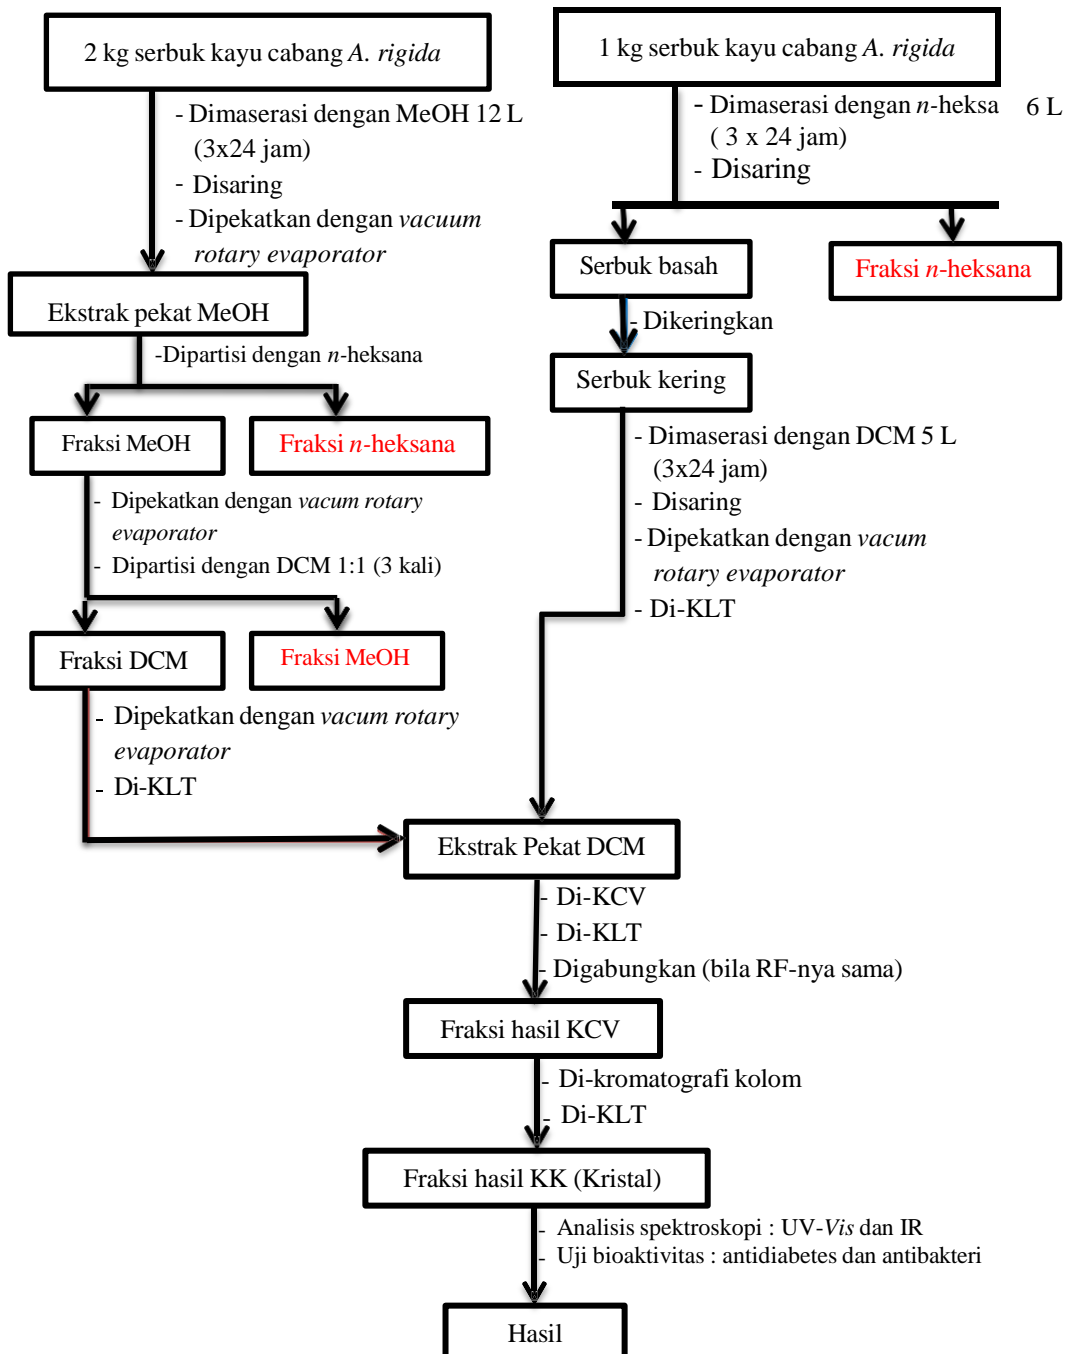 2 kg serbuk kayu cabang A. rigida
- Dimaserasi dengan MeOH 12 L
(3x24 jam)
- Disaring
- Dipekatkan dengan vacuum
rotary evaporator
Ekstrak pekat MeOH
-Dipartisi dengan n-heksana
Fraksi MeOH
Fraksi n-heksana
- Dipekatkan dengan vacum rotary
evaporator
- Dipartisi dengan DCM 1:1 (3 kali)
Fraksi DCM
Fraksi MeOH
- Dipekatkan dengan vacum rotary
evaporator
- Di-KLT
1 kg serbuk kayu cabang A. rigida
- Dimaserasi dengan n-heksa 6 L
( 3 x 24 jam)
- Disaring
Serbuk basah
Fraksi n-heksana
- Dikeringkan
Serbuk kering
- Dimaserasi dengan DCM 5 L
(3x24 jam)
- Disaring
- Dipekatkan dengan vacum
rotary evaporator
- Di-KLT
Ekstrak Pekat DCM
- Di-KCV
- Di-KLT
- Digabungkan (bila RF-nya sama)
Fraksi hasil KCV
- Di-kromatografi kolom
- Di-KLT
Fraksi hasil KK (Kristal)
- Analisis spektroskopi : UV-Vis dan IR
- Uji bioaktivitas : antidiabetes dan antibakteri
Hasil